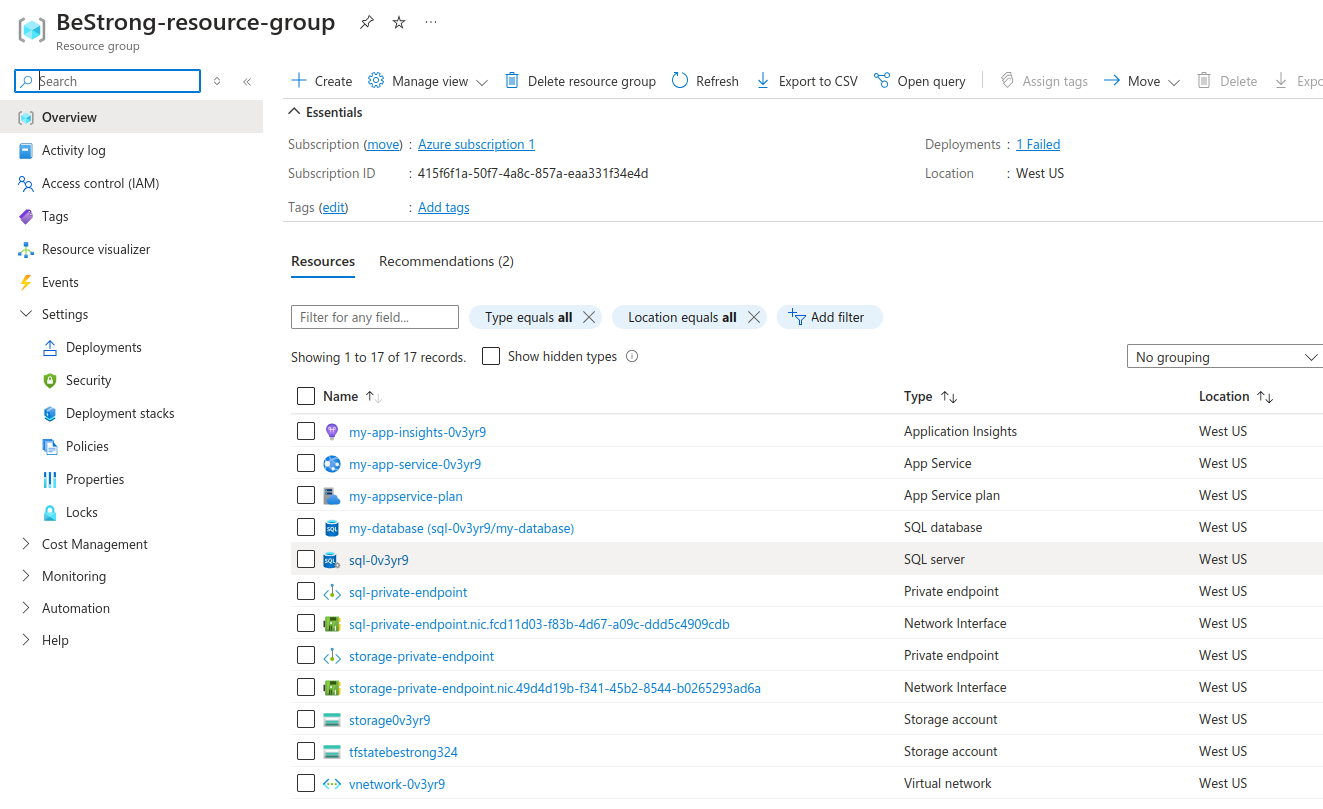 BeStrong-resource-group
Resource group
Search
Create Manage view Delete resource group Refresh Export to CSV Open query Assign tags Move Delete Expo
Overview
Activity log
Access control (IAM)
Tags
Resource visualizer
Events
Settings
Deployments
Security
Deployment stacks
Policies
Properties
Locks
Cost Management
Monitoring
Automation
Help
Essentials
Subscription (move) : Azure subscription 1
Subscription ID : 415f6f1a-50f7-4a8c-857a-eaa331f34e4d
Tags (edit) : Add tags
Deployments : 1 Failed
Location : West US
Resources Recommendations (2)
Filter for any field... Type equals all Location equals all Add filter
Showing 1 to 17 of 17 records. Show hidden types No grouping
Name Type Location
my-app-insights-0v3yr9 Application Insights West US
my-app-service-0v3yr9 App Service West US
my-appservice-plan App Service plan West US
my-database (sql-0v3yr9/my-database) SQL database West US
sql-0v3yr9 SQL server West US
sql-private-endpoint Private endpoint West US
sql-private-endpoint.nic.fcd11d03-f83b-4d67-a09c-ddd5c4909cdb Network Interface West US
storage-private-endpoint Private endpoint West US
storage-private-endpoint.nic.49d4d19b-f341-45b2-8544-b0265293ad6a Network Interface West US
storage0v3yr9 Storage account West US
tfstatebestrong324 Storage account West US
vnetwork-0v3yr9 Virtual network West US